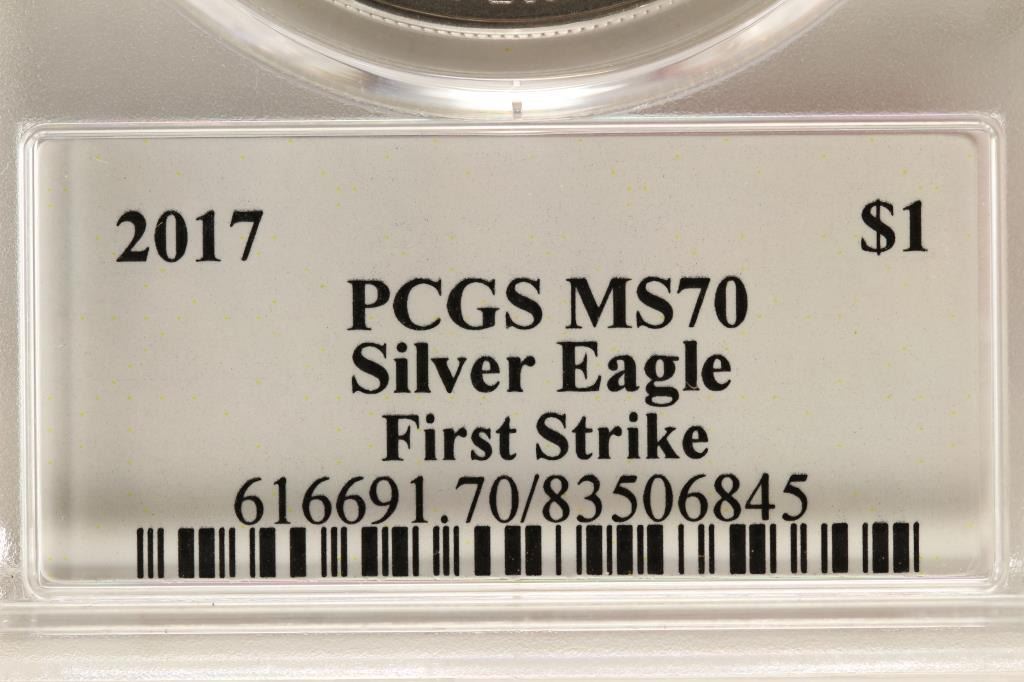 2017 $1
PCGS MS70
Silver Eagle
First Strike
616691.70/83506845